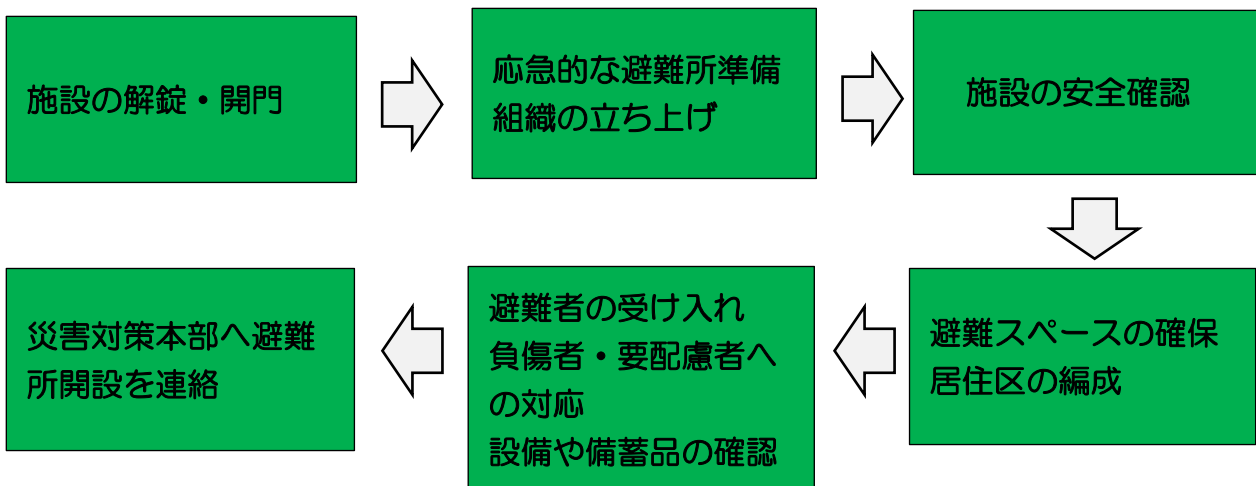 施設の解錠・開門
応急的な避難所準備
組織の立ち上げ
施設の安全確認
避難スペースの確保
居住区の編成
避難者の受け入れ
負傷者・要配慮者へ
の対応
設備や備蓄品の確認
災害対策本部へ避難
所開設を連絡